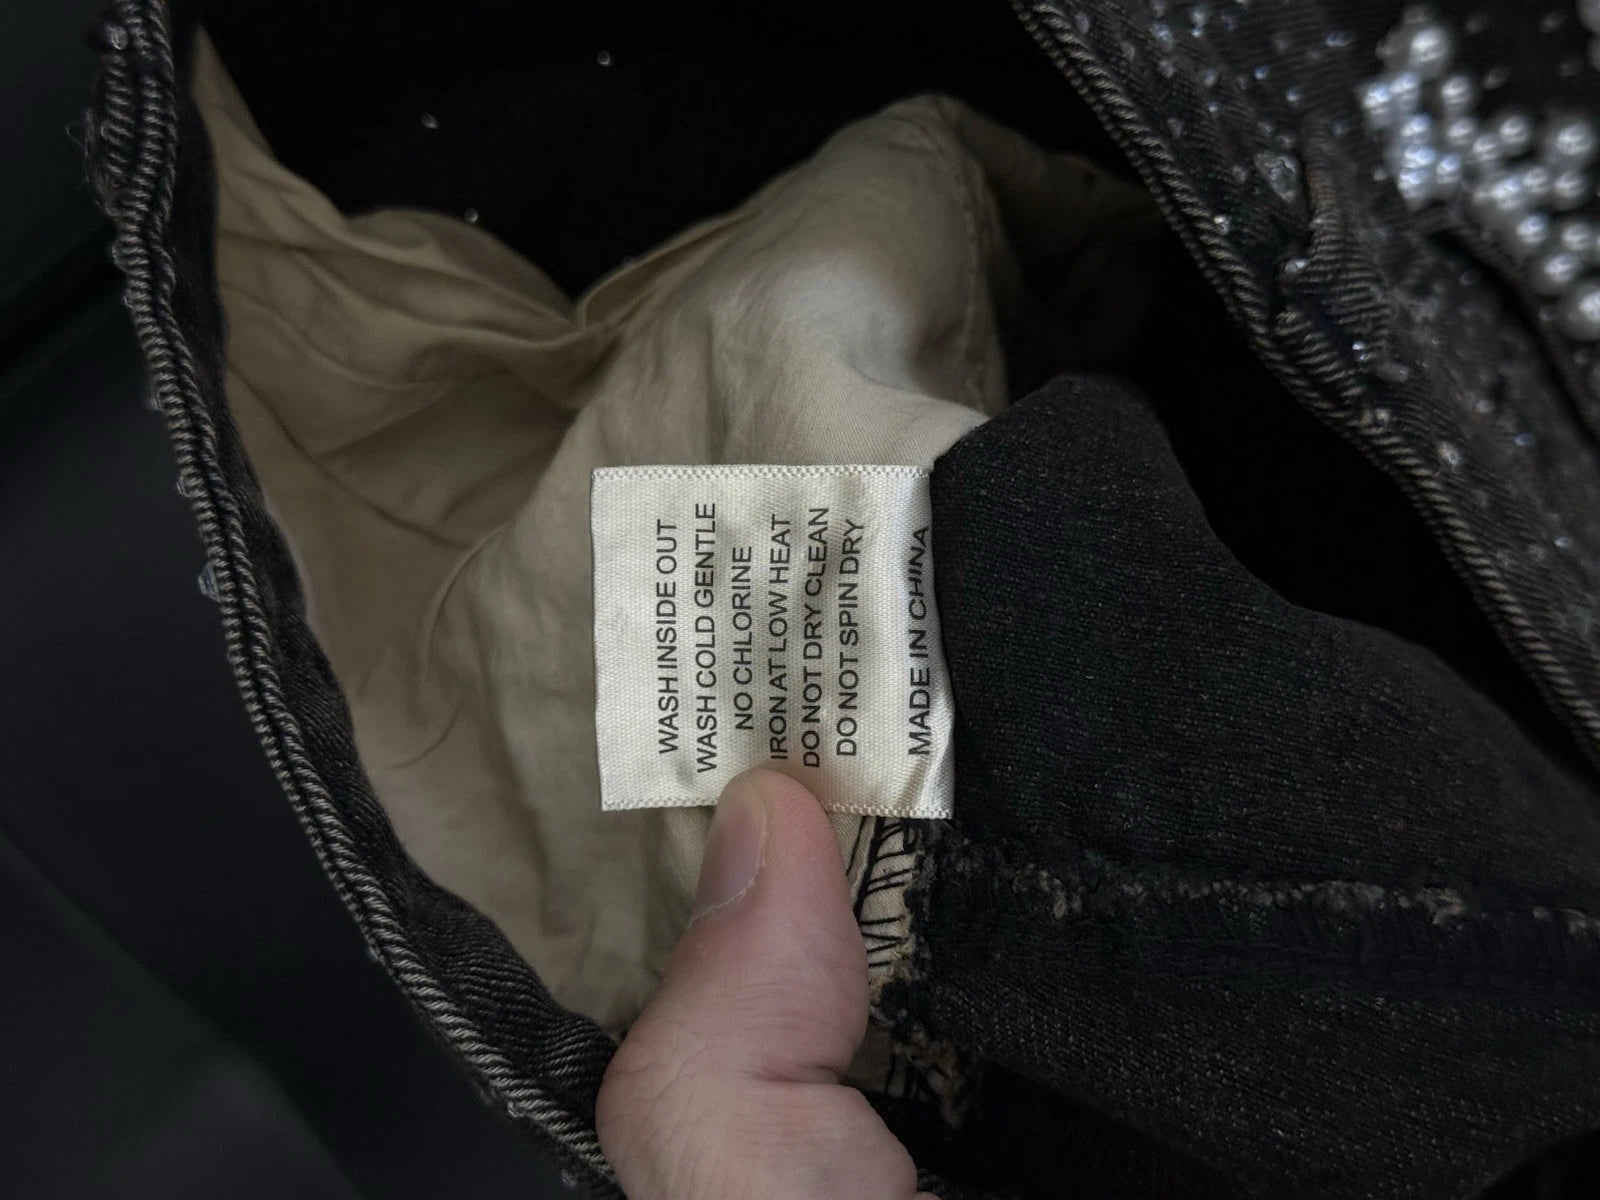 WASH INSIDE OUT
WASH COLD GENTLE
NO CHLORINE
IRON AT LOW HEAT
DO NOT DRY CLEAN
DO NOT SPIN DRY
MADE IN CHINA